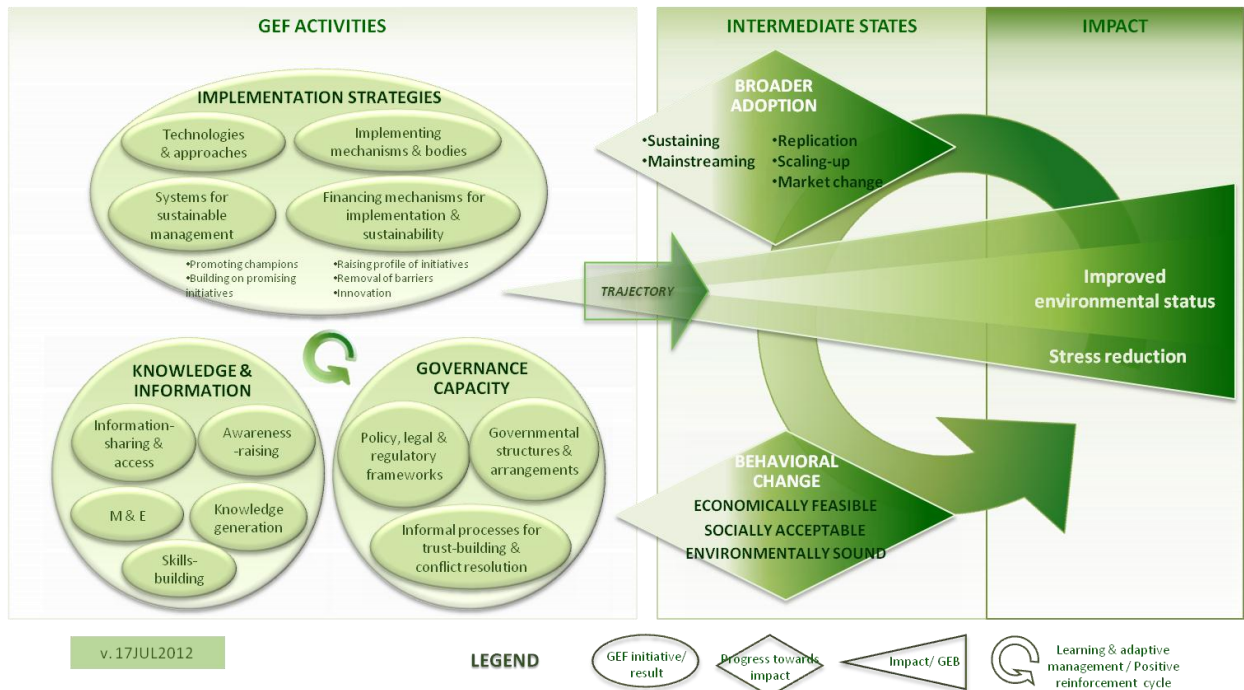 GEF ACTIVITIES
INTERMEDIATE STATES
IMPACT
IMPLEMENTATION STRATEGIES
Technologies
& approaches
Implementing
mechanisms & bodies
Systems for
sustainable
management
Financing mechanisms for
implementation &
sustainability
•Promoting champions
•Building on promising
initiatives
•Raising profile of initiatives
•Removal of barriers
•Innovation
KNOWLEDGE &
INFORMATION
Information-
sharing &
access
Awareness
-raising
M & E
Knowledge
generation
Skills-
building
GOVERNANCE
CAPACITY
Policy, legal &
regulatory
frameworks
Governmental
structures &
arrangements
Informal processes for
trust-building &
conflict resolution
TRAJECTORY
BROADER
ADOPTION
•Sustaining
•Mainstreaming
•Replication
•Scaling-up
•Market change
Improved
environmental status
Stress reduction
BEHAVIORAL
CHANGE
ECONOMICALLY FEASIBLE
SOCIALLY ACCEPTABLE
ENVIRONMENTALLY SOUND
v. 17JUL2012
LEGEND
GEF initiative/
result
Progress towards
impact
Impact/ GEB
Learning & adaptive
management / Positive
reinforcement cycle